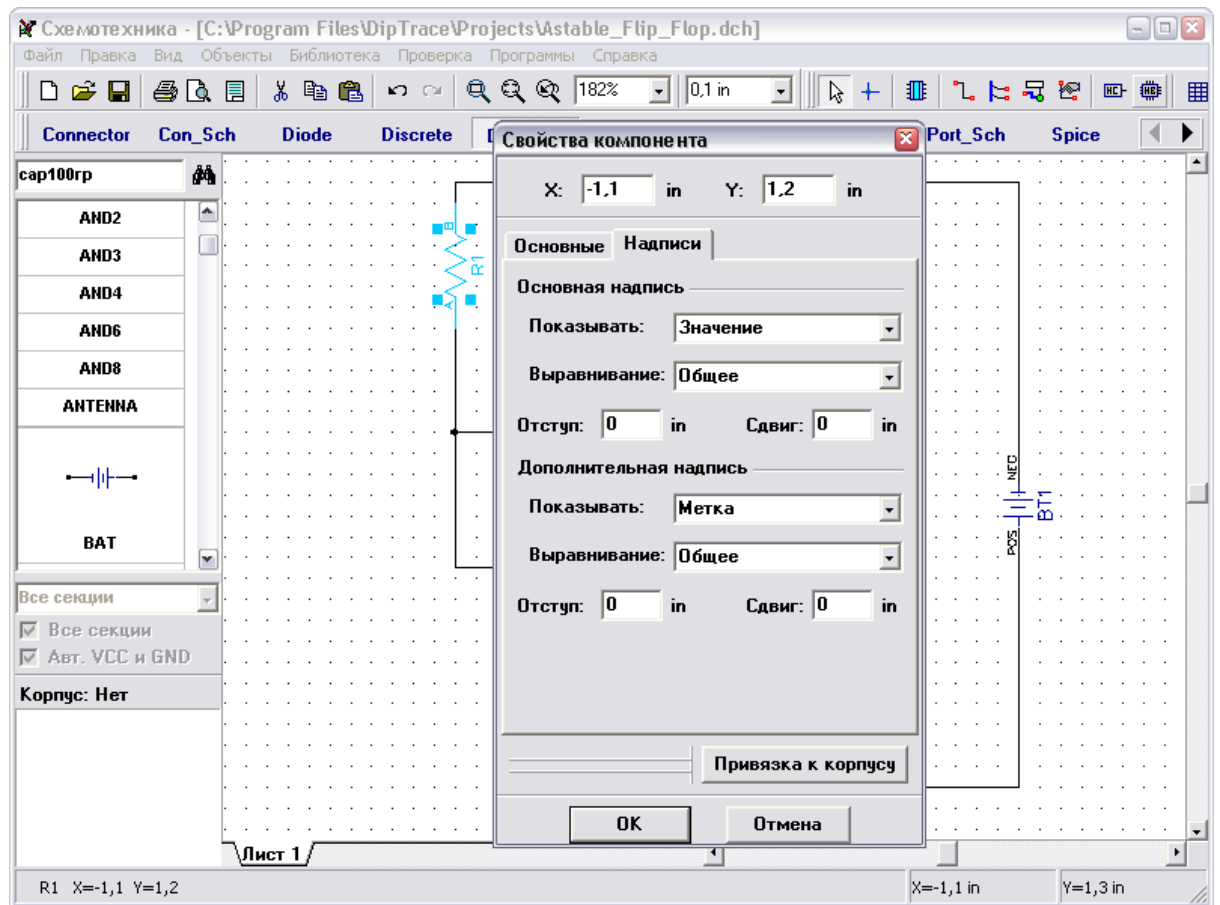 Схемотехника - [C:\Program Files\DipTrace\Projects\Astable_Flip_Flop.dch]
Файл Правка Вид Объекты Библиотека Проверка Программы Справка
182% 0,1 in
Connector Con_Sch Diode Discrete Port_Sch Spice
cap100rp
AND2
AND3
AND4
AND6
AND8
ANTENNA
BAT
Все секции
Все секции
Авт. VCC и GND
Корпус: Нет
B
R1
A
Свойства компонента
X: -1,1 in Y: 1,2 in
Основные Надписи
Основная надпись
Показывать: Значение
Выравнивание: Общее
Отступ: 0 in Сдвиг: 0 in
Дополнительная надпись
Показывать: Метка
Выравнивание: Общее
Отступ: 0 in Сдвиг: 0 in
Привязка к корпусу
OK Отмена
NEG
BT1
POS
Лист 1
R1 X=-1,1 Y=1,2 X=-1,1 in Y=1,3 in